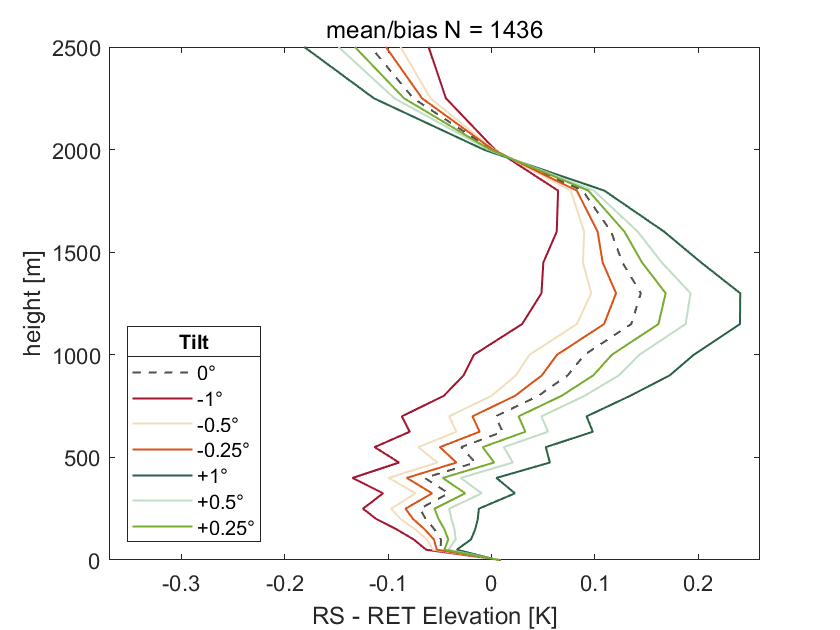 mean/bias N = 1436
2500
2000
1500
1000
500
0
height [m]
Tilt
0°
-1°
-0.5°
-0.25°
+1°
+0.5°
+0.25°
-0.3 -0.2 -0.1 0 0.1 0.2
RS - RET Elevation [K]